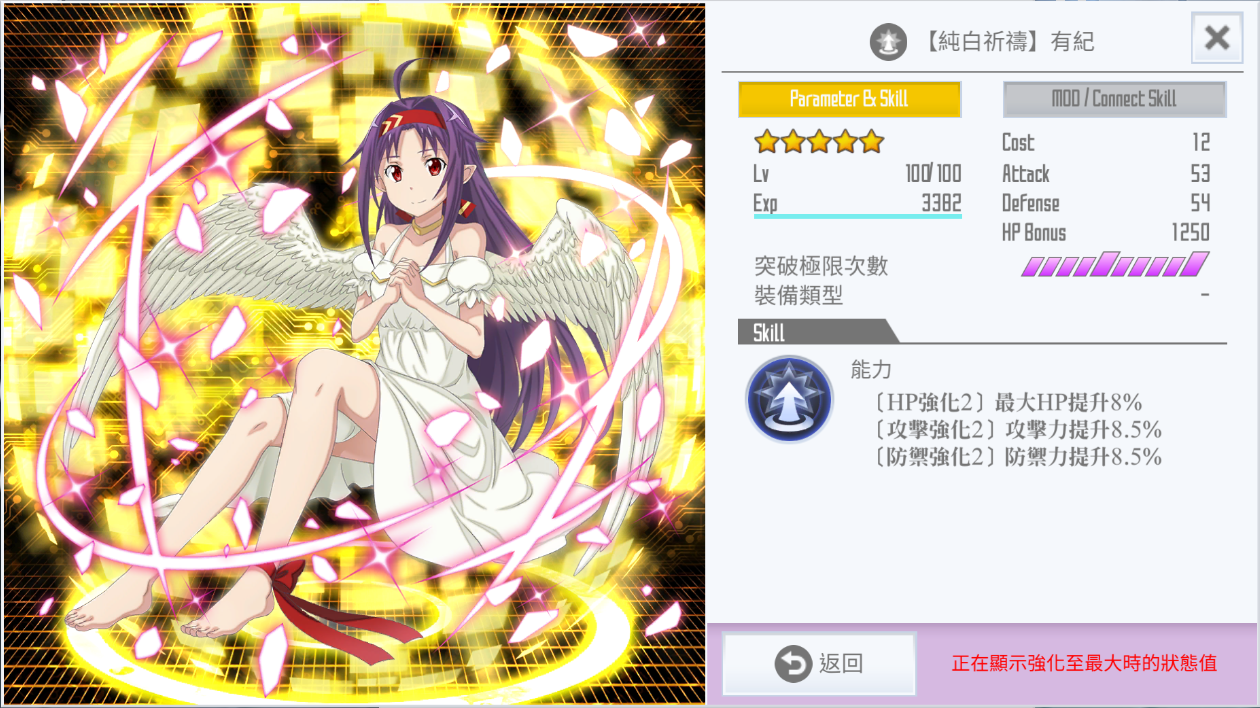 【純白祈禱】有紀
Parameter & Skill
MOD / Connect Skill
Lv 100/100
Exp 3382
Cost 12
Attack 53
Defense 54
HP Bonus 1250
突破極限次數
裝備類型 -
Skill
能力
〔HP強化2〕最大HP提升8%
〔攻擊強化2〕攻擊力提升8.5%
〔防禦強化2〕防禦力提升8.5%
返回
正在顯示強化至最大時的狀態值